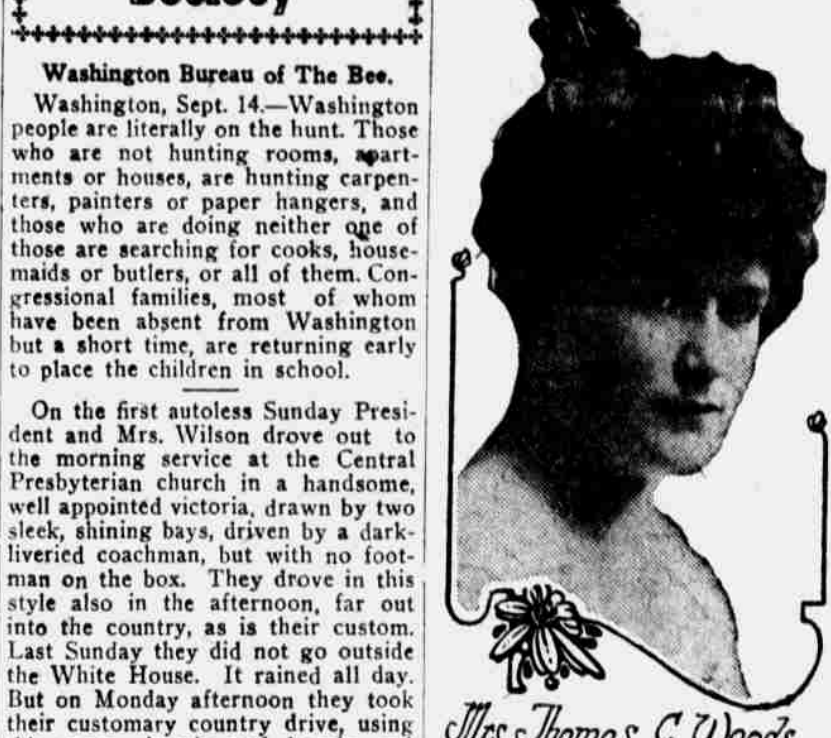 Society
Washington Bureau of The Bee.
Washington, Sept. 14.—Washington
people are literally on the hunt. Those
who are not hunting rooms, apart-
ments or houses, are hunting carpen-
ters, painters or paper hangers, and
those who are doing neither one of
those are searching for cooks, house-
maids or butlers, or all of them. Con-
gressional families, most of whom
have been absent from Washington
but a short time, are returning early
to place the children in school.
On the first autoless Sunday Presi-
dent and Mrs. Wilson drove out to
the morning service at the Central
Presbyterian church in a handsome,
well appointed victoria, drawn by two
sleek, shining bays, driven by a dark-
liveried coachman, but with no foot-
man on the box. They drove in this
style also in the afternoon, far out
into the country, as is their custom.
Last Sunday they did not go outside
the White House. It rained all day.
But on Monday afternoon they took
their customary country drive, using
Mrs. Thomas C. Woods